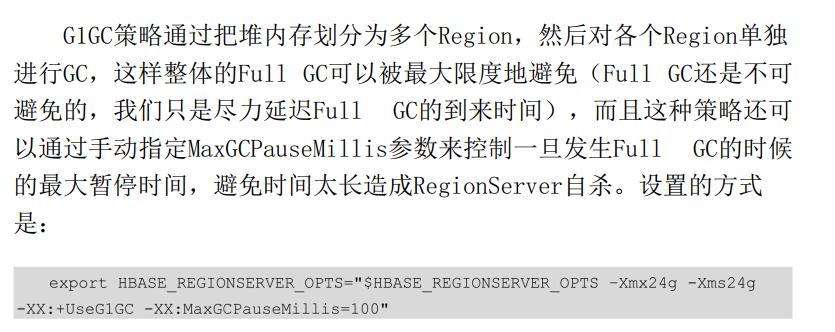 G1GC策略通过把堆内存划分为多个Region，然后对各个Region单独
进行GC，这样整体的Full GC可以被最大限度地避免（Full GC还是不可
避免的，我们只是尽力延迟Full GC的到来时间），而且这种策略还可
以通过手动指定MaxGCPauseMillis参数来控制一旦发生Full GC的时候
的最大暂停时间，避免时间太长造成RegionServer自杀。设置的方式
是：
export HBASE_REGIONSERVER_OPTS="$HBASE_REGIONSERVER_OPTS –Xmx24g -Xms24g
-XX:+UseG1GC -XX:MaxGCPauseMillis=100"